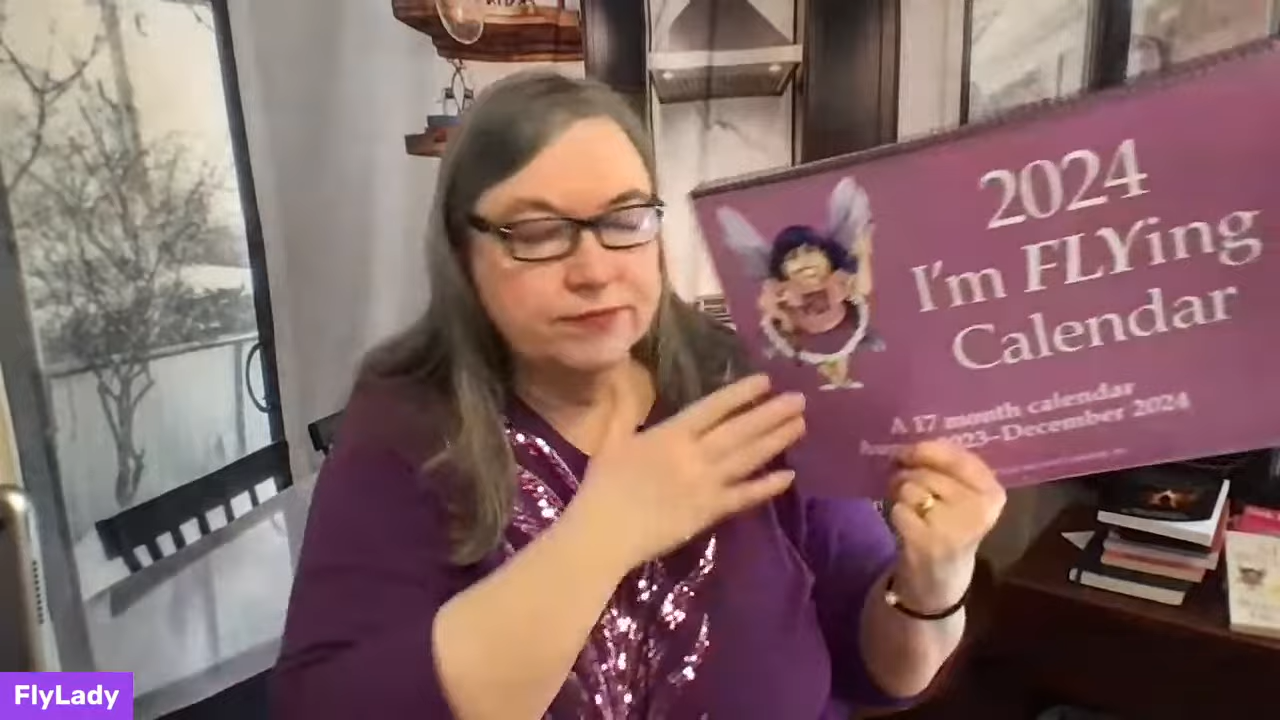 2024
I'm FLYing
Calendar
A 17 month calendar
2023–December 2024
FlyLady